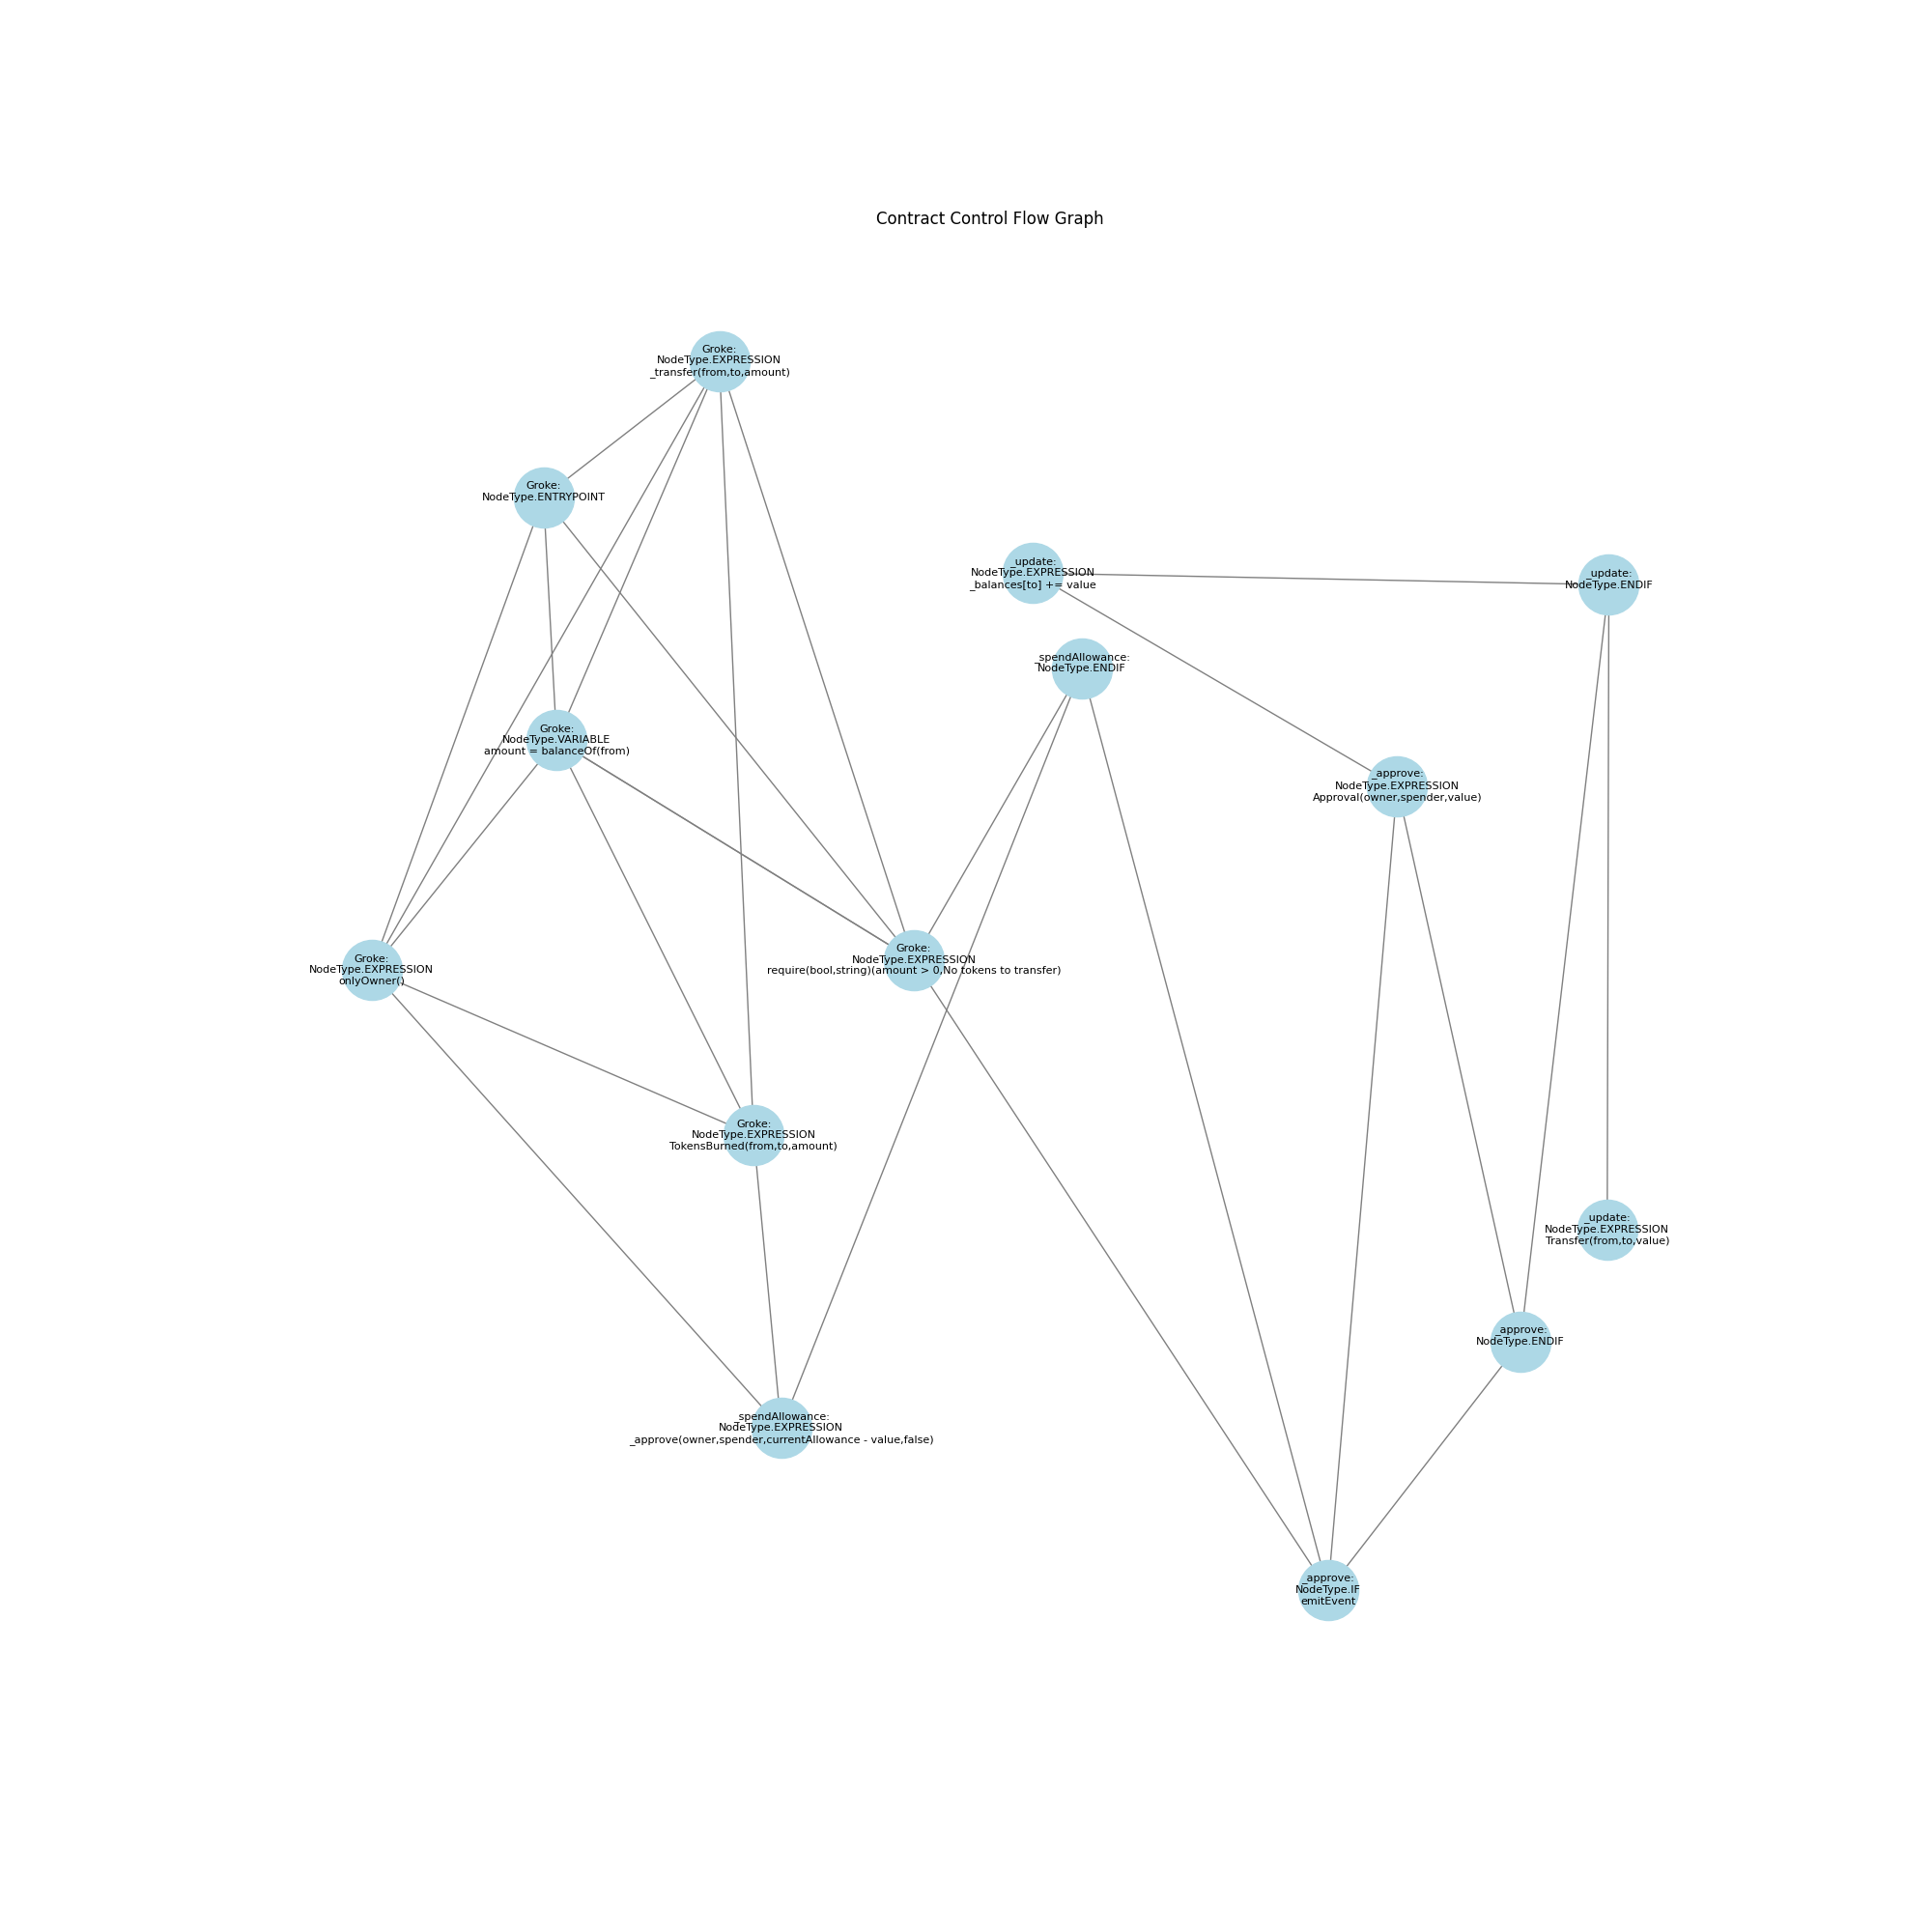 Contract Control Flow Graph
Groke:
NodeType.EXPRESSION
_transfer(from,to,amount)
Groke:
NodeType.ENTRYPOINT
_update:
NodeType.EXPRESSION
_balances[to] += value
_update:
NodeType.ENDIF
_spendAllowance:
NodeType.ENDIF
Groke:
NodeType.VARIABLE
amount = balanceOf(from)
_approve:
NodeType.EXPRESSION
Approval(owner,spender,value)
Groke:
NodeType.EXPRESSION
require(bool,string)(amount > 0,No tokens to transfer)
Groke:
NodeType.EXPRESSION
onlyOwner()
Groke:
NodeType.EXPRESSION
TokensBurned(from,to,amount)
_update:
NodeType.EXPRESSION
Transfer(from,to,value)
_approve:
NodeType.ENDIF
_spendAllowance:
NodeType.EXPRESSION
_approve(owner,spender,currentAllowance - value,false)
_approve:
NodeType.IF
emitEvent